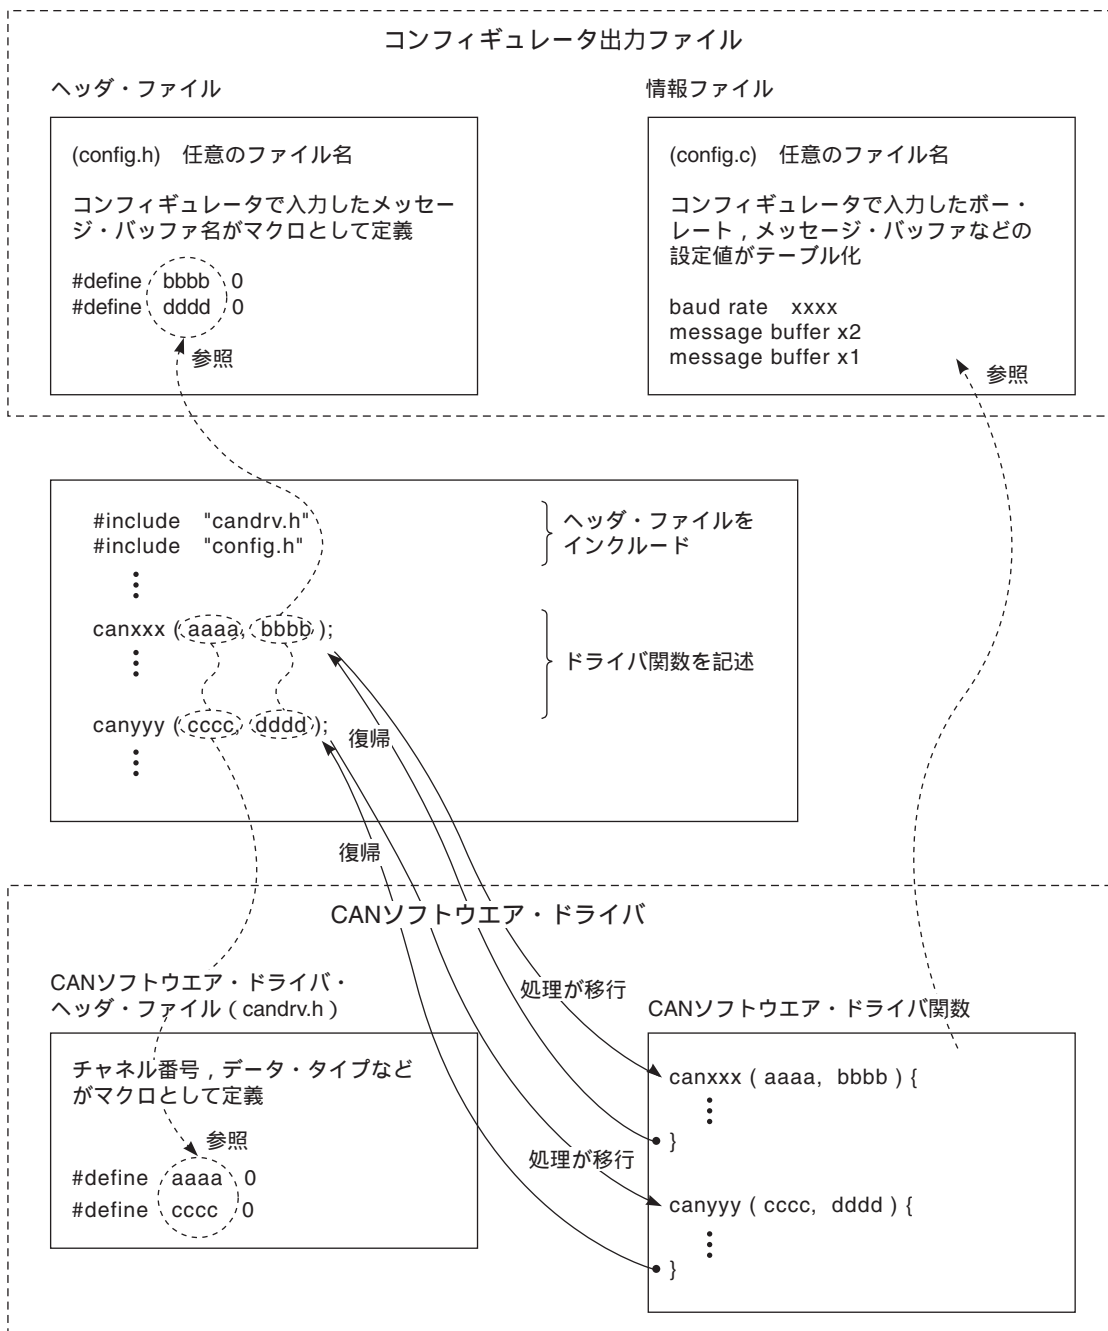 コンフィギュレータ出力ファイル
ヘッダ・ファイル
(config.h) 任意のファイル名
コンフィギュレータで入力したメッセー
ジ・バッファ名がマクロとして定義
#define bbbb 0
#define dddd 0
参照
情報ファイル
(config.c) 任意のファイル名
コンフィギュレータで入力したボー・
レート，メッセージ・バッファなどの
設定値がテーブル化
baud rate xxxx
message buffer x2
message buffer x1
参照
#include "candrv.h"
#include "config.h"
ヘッダ・ファイルを
インクルード
canxxx ( aaaa, bbbb );
ドライバ関数を記述
canyyy ( cccc, dddd );
復帰
復帰
CANソフトウエア・ドライバ
CANソフトウエア・ドライバ・
ヘッダ・ファイル（candrv.h）
チャネル番号，データ・タイプなど
がマクロとして定義
参照
#define aaaa 0
#define cccc 0
処理が移行
処理が移行
CANソフトウエア・ドライバ関数
canxxx ( aaaa, bbbb ) {
}
canyyy ( cccc, dddd ) {
}